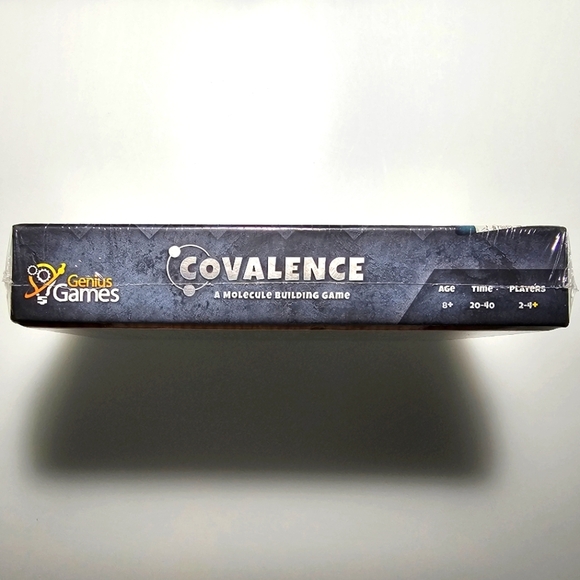 Genius
Games
COVALENCE
A MOLECULE BUILDING GAME
AGE TIME PLAYERS
8+ 20-40 2-4+